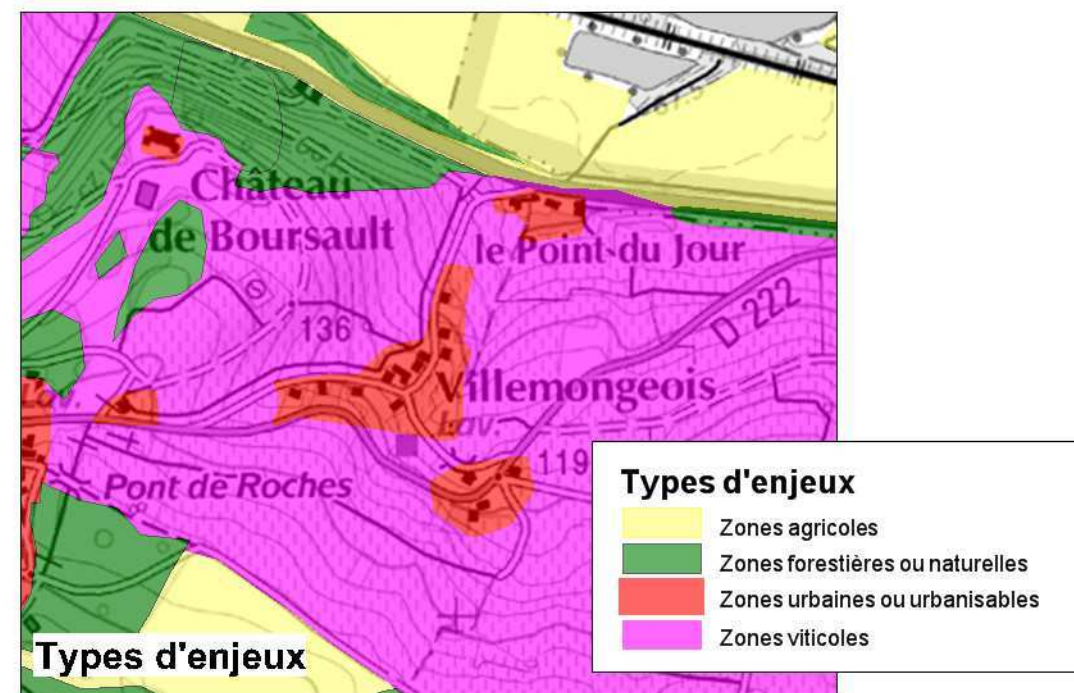 Château
de Boursault
le Point du Jour
136
D 222
Villemongeois
Lav.
119
Pont de Roches
Types d'enjeux
Zones agricoles
Zones forestières ou naturelles
Zones urbaines ou urbanisables
Zones viticoles
Types d'enjeux